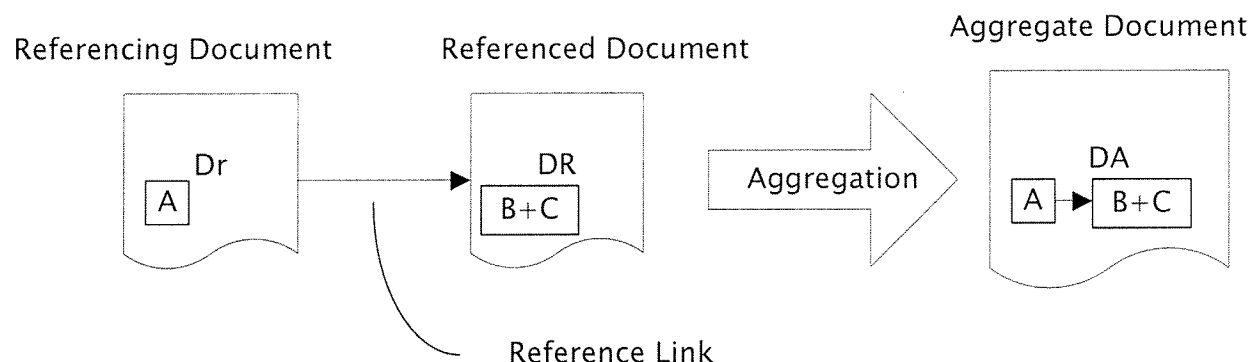 Referencing Document
Referenced Document
Aggregate Document
Dr
A
DR
B+C
Aggregation
DA
A
B+C
Reference Link